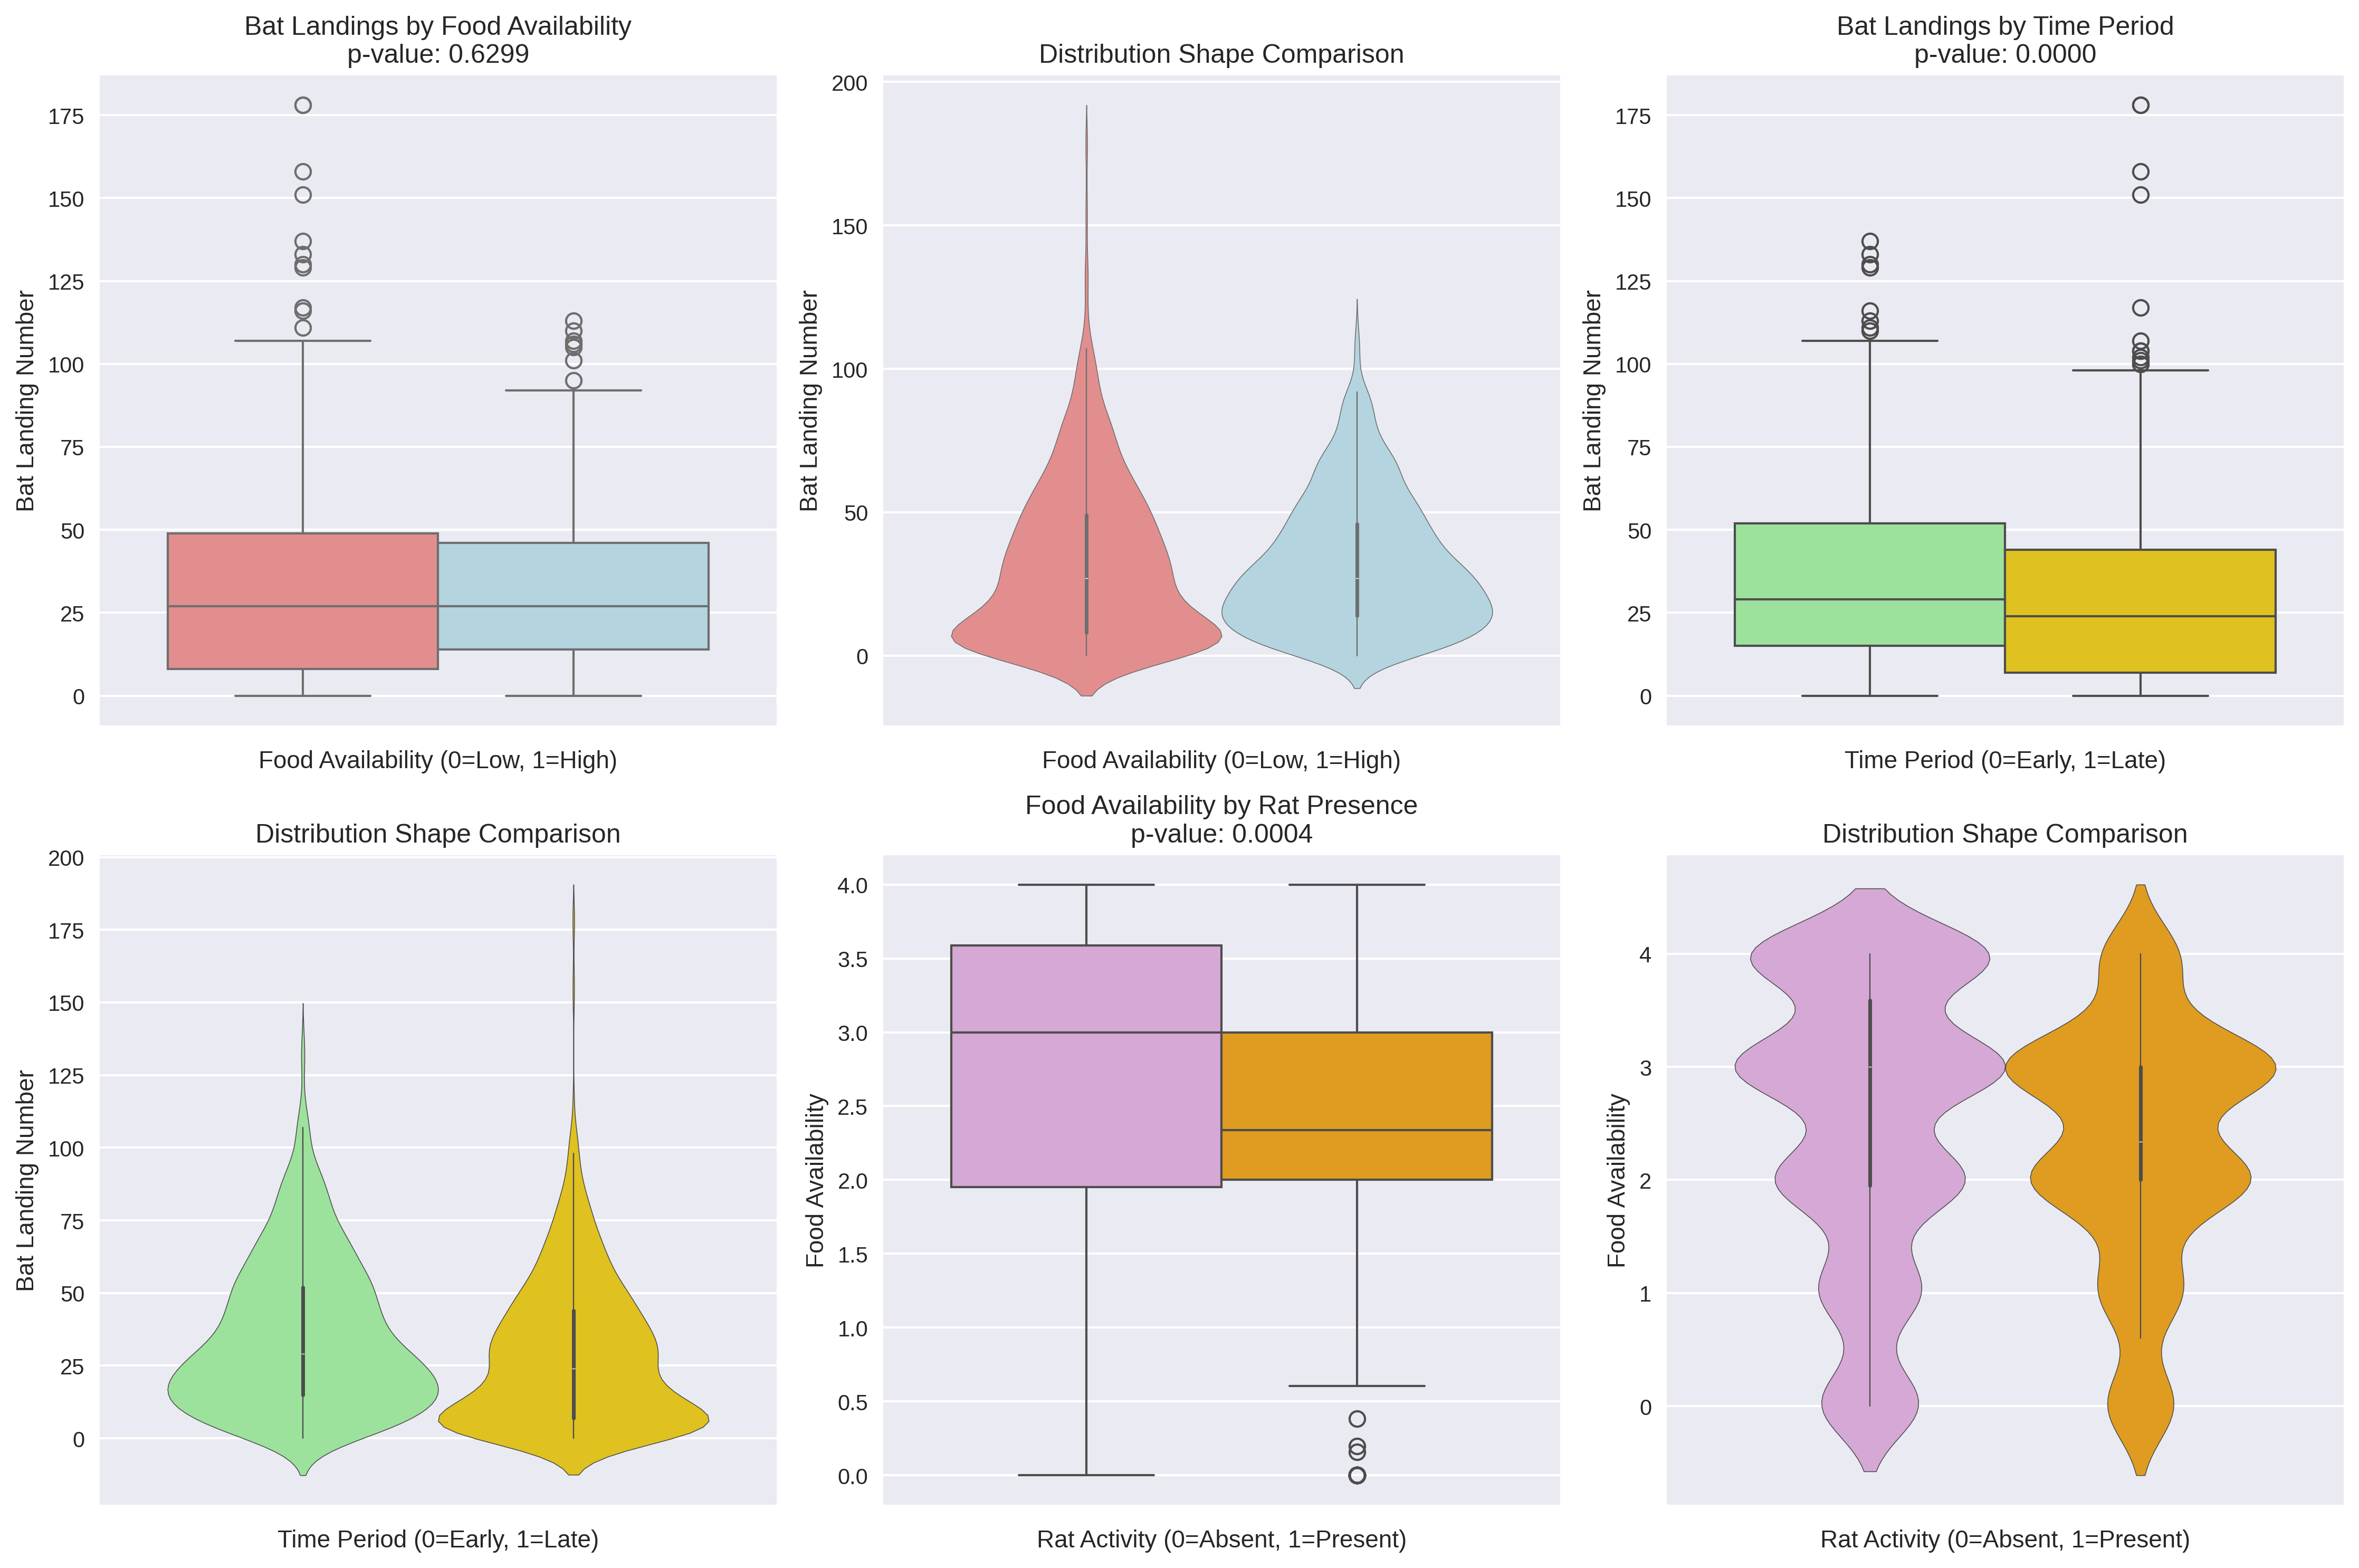 Bat Landings by Food Availability
p-value: 0.6299
175
150
125
100
75
50
25
0
Bat Landing Number
Food Availability (0=Low, 1=High)
Distribution Shape Comparison
200
150
100
50
0
Bat Landing Number
Food Availability (0=Low, 1=High)
Bat Landings by Time Period
p-value: 0.0000
175
150
125
100
75
50
25
0
Bat Landing Number
Time Period (0=Early, 1=Late)
Distribution Shape Comparison
200
175
150
125
100
75
50
25
0
Bat Landing Number
Time Period (0=Early, 1=Late)
Food Availability by Rat Presence
p-value: 0.0004
4.0
3.5
3.0
2.5
2.0
1.5
1.0
0.5
0.0
Food Availability
Rat Activity (0=Absent, 1=Present)
Distribution Shape Comparison
4
3
2
1
0
Food Availability
Rat Activity (0=Absent, 1=Present)